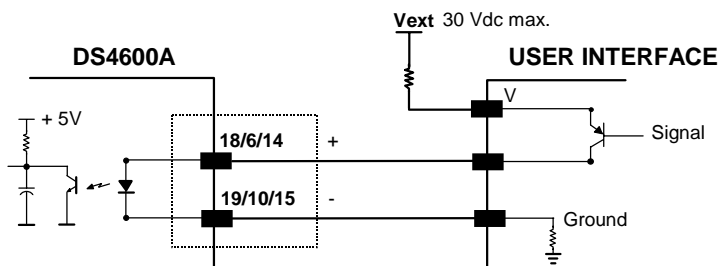 Vext 30 Vdc max.
DS4600A
USER INTERFACE
V
+ 5V
18/6/14
+
Signal
19/10/15
-
Ground